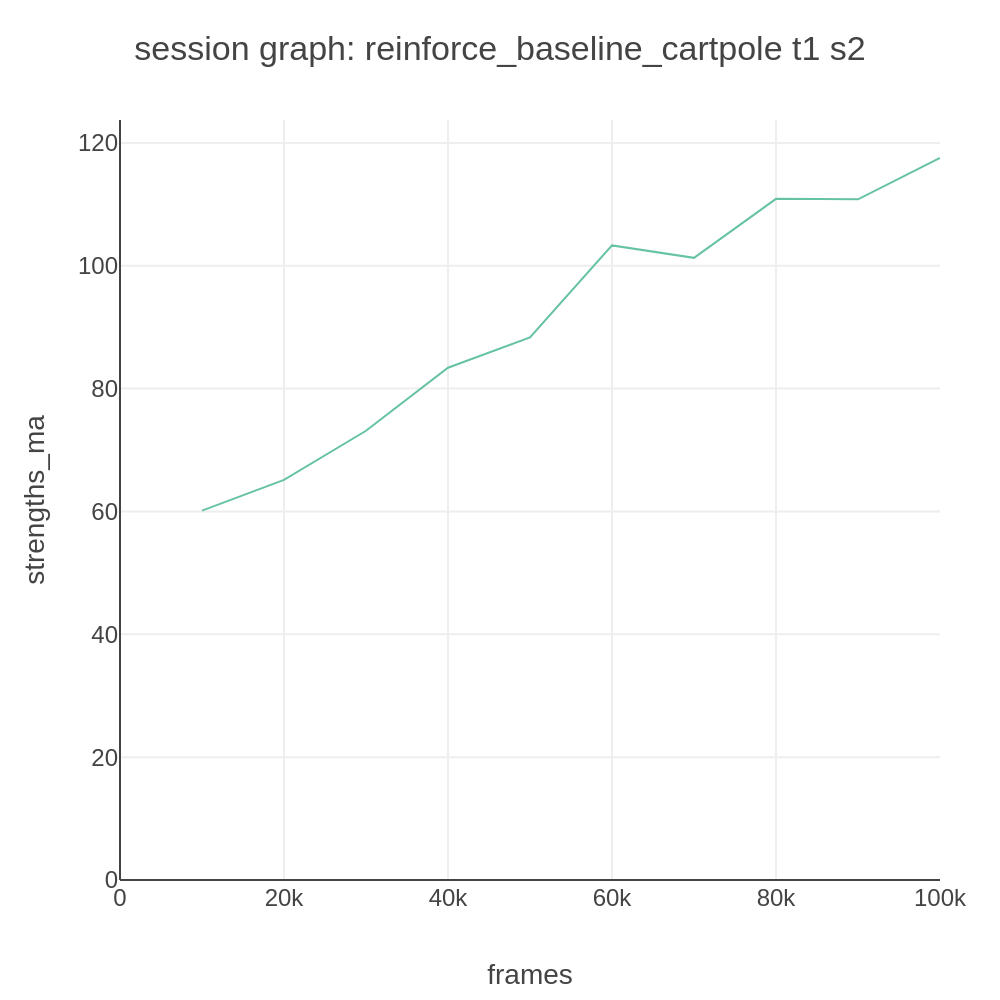 session graph: reinforce_baseline_cartpole t1 s2
120
100
80
60
40
20
0
strengths_ma
0 20k 40k 60k 80k 100k
frames